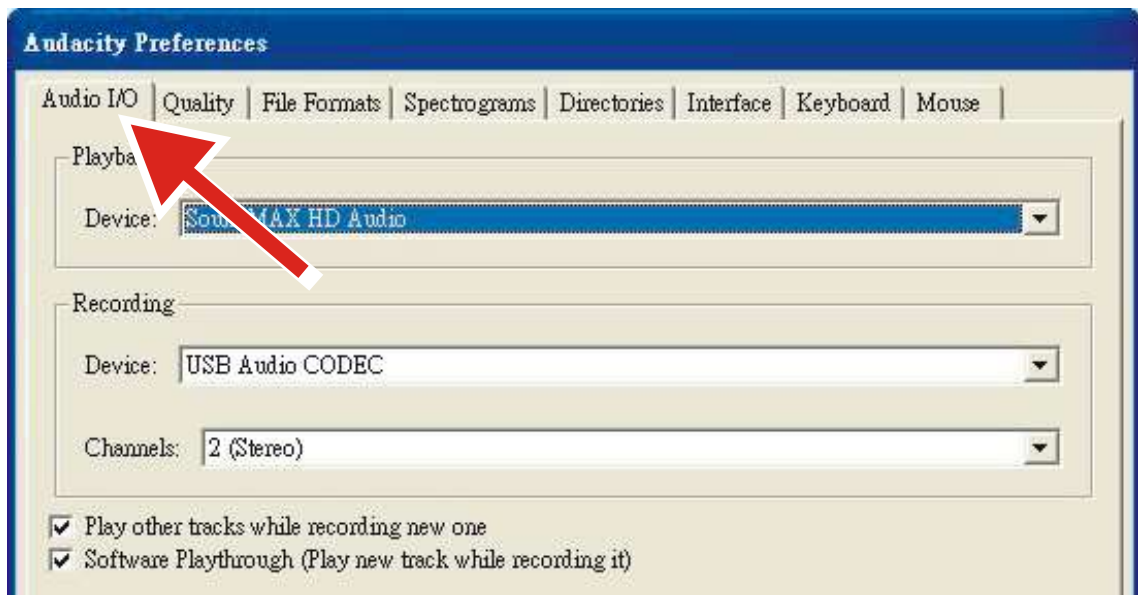 Audacity Preferences
Audio I/O Quality File Formats Spectrograms Directories Interface Keyboard Mouse
Device: MAX HD Audio
Recording
Device: USB Audio CODEC
Channels: 2 (Stereo)
Play other tracks while recording new one
Software Playthrough (Play new track while recording it)